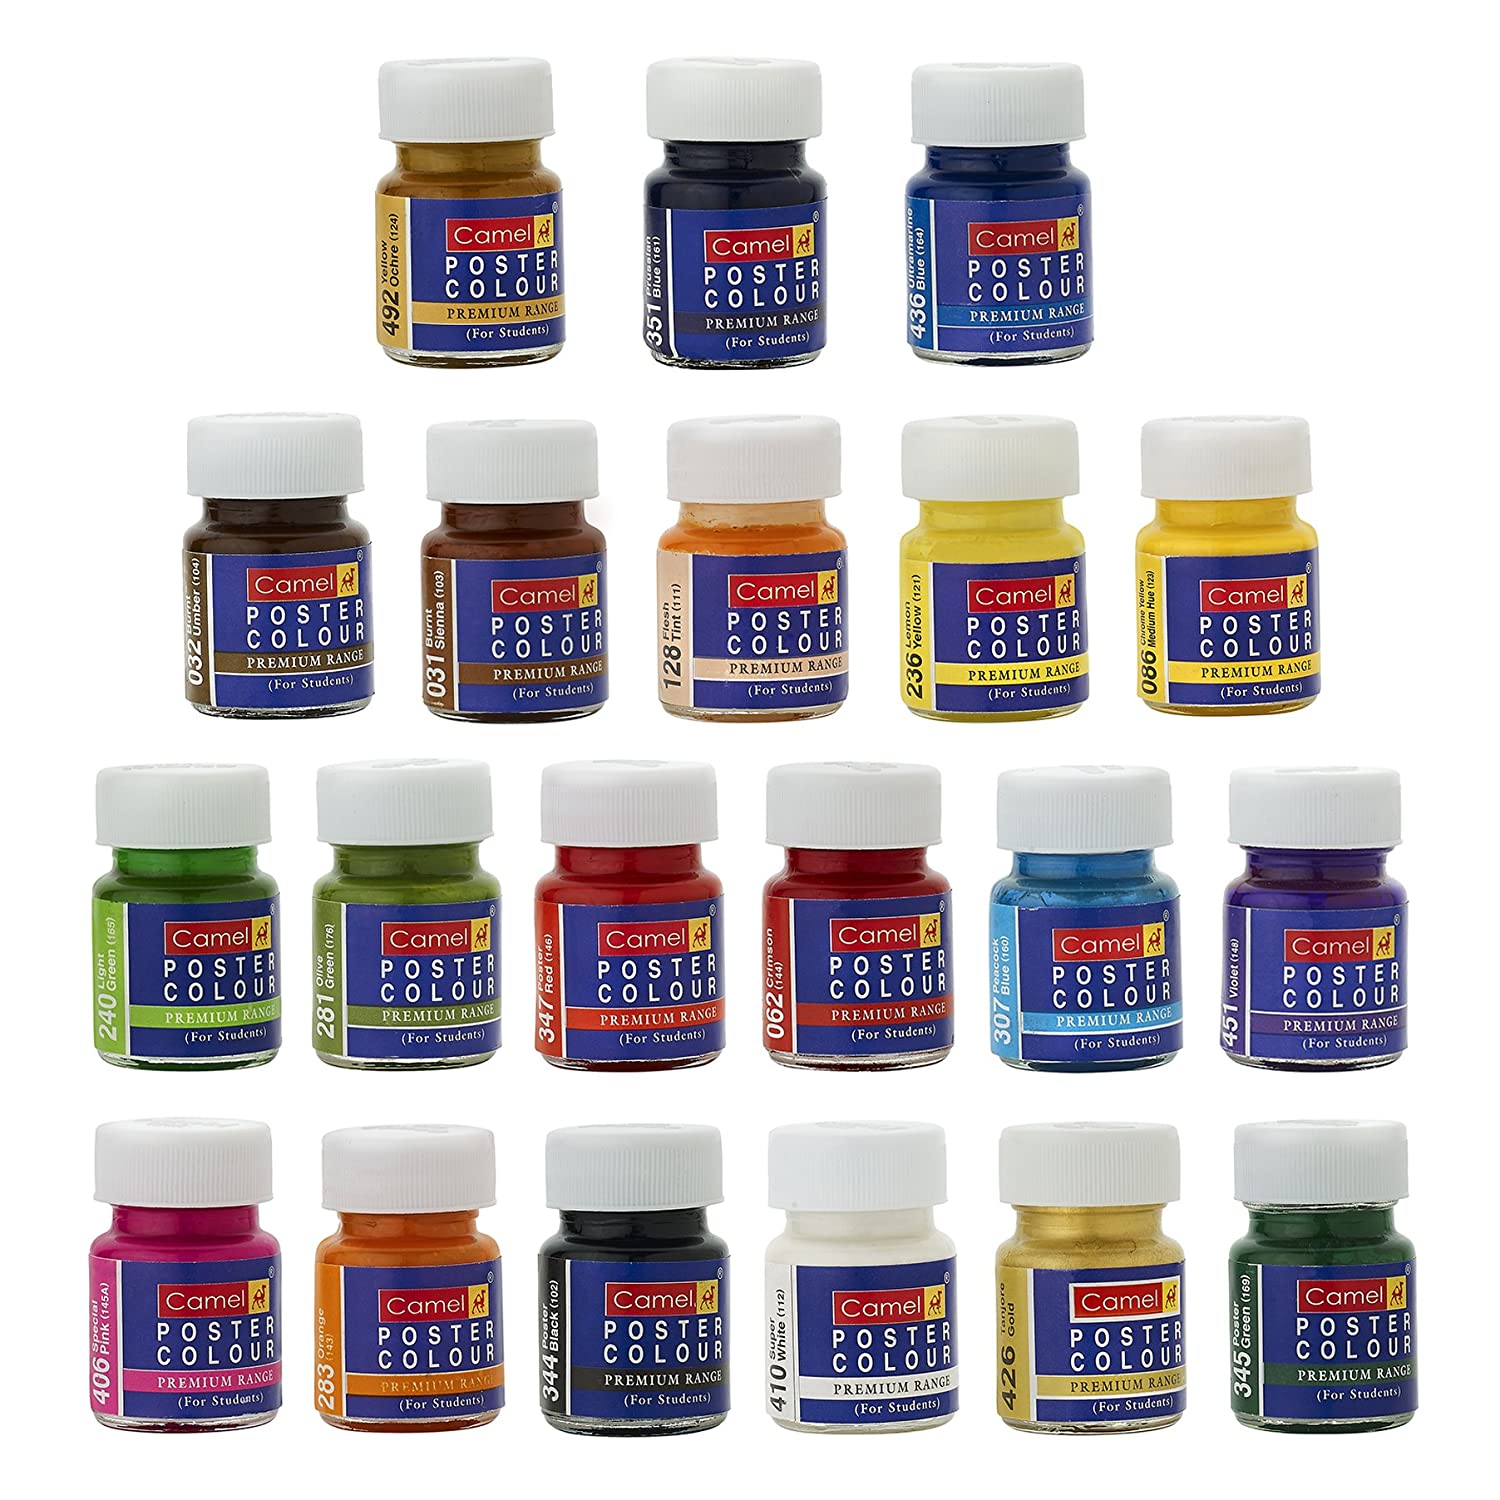 492 Yellow
Ochre (124)
Camel
®
POSTER
COLOUR
PREMIUM RANGE
(For Students)
351 Prussian
Blue (161)
Camel
®
POSTER
COLOUR
PREMIUM RANGE
(For Students)
436 Ultramarine
Blue (164)
Camel
®
POSTER
COLOUR
PREMIUM RANGE
(For Students)
032 Burnt
Umber (104)
Camel
®
POSTER
COLOUR
PREMIUM RANGE
(For Students)
031 Burnt
Sienna (103)
Camel
POSTER
COLOUR
PREMIUM RANGE
(For Students)
128 Flesh
Tint (111)
Camel
®
POSTER
COLOUR
PREMIUM RANGE
(For Students)
236 Lemon
Yellow (121)
Camel
®
POSTER
COLOUR
PREMIUM RANGE
(For Students)
086 Chrome Yellow
Medium Hue (123)
Camel
®
POSTER
COLOUR
PREMIUM RANGE
(For Students)
240 Light
Green (165)
Camel
POSTER
COLOUR
PREMIUM RANGE
(For Students)
281 Olive
Green (176)
Camel
®
POSTER
COLOUR
PREMIUM RANGE
(For Students)
347 Poster
Red (146)
Camel
®
POSTER
COLOUR
PREMIUM RANGE
(For Students)
062 Crimson
(144)
Camel
®
POSTER
COLOUR
PREMIUM RANGE
(For Students)
307 Peacock
Blue (160)
Camel
®
POSTER
COLOUR
PREMIUM RANGE
(For Students)
451 Violet (148)
Camel
®
POSTER
COLOUR
PREMIUM RANGE
(For Students)
406 Special
Pink (145A)
Camel
®
POSTER
COLOUR
PREMIUM RANGE
(For Students)
283 Orange
(143)
Camel
®
POSTER
COLOUR
PREMIUM RANGE
(For Students)
344 Poster
Black (102)
Camel
®
POSTER
COLOUR
PREMIUM RANGE
(For Students)
410 Super
White (112)
Camel
®
POSTER
COLOUR
PREMIUM RANGE
(For Students)
426 Tanjore
Gold
Camel
®
POSTER
COLOUR
PREMIUM RANGE
(For Students)
345 Poster
Green (169)
Camel
®
POSTER
COLOUR
PREMIUM RANGE
(For Students)